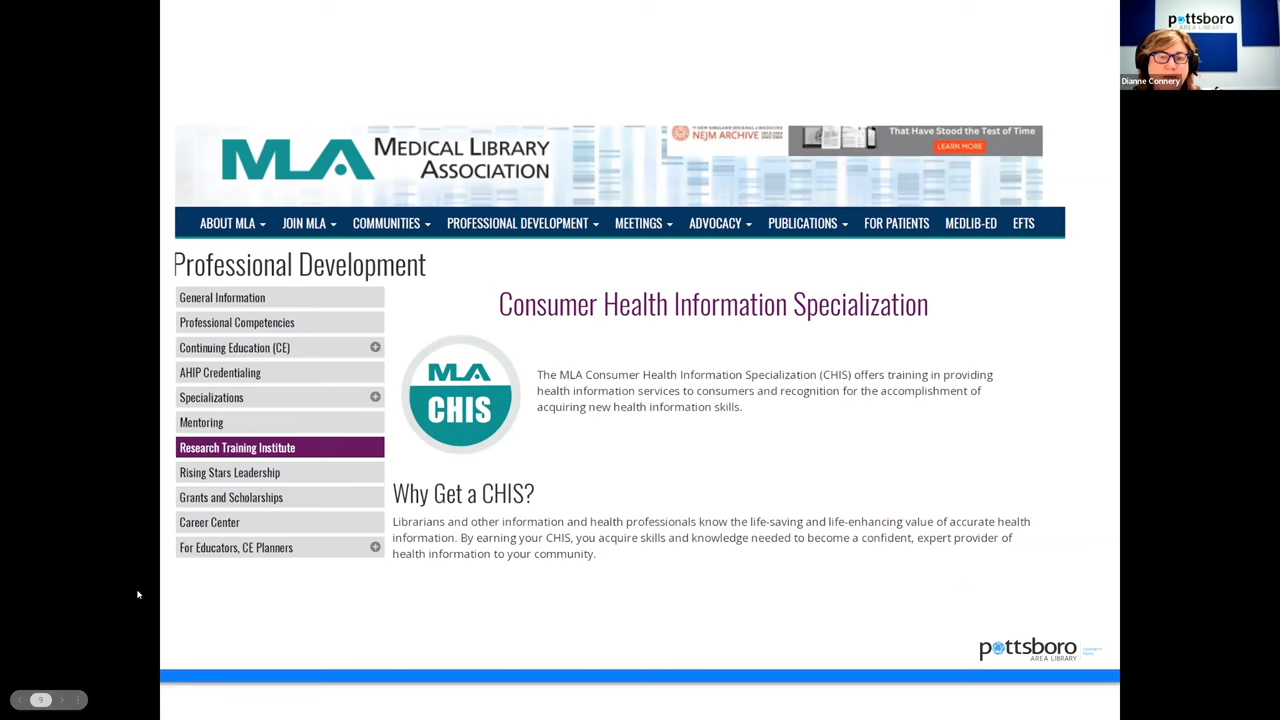 pottsboro
AREA LIBRARY
Dianne Connery
MLA MEDICAL LIBRARY
ASSOCIATION
NEJM ARCHIVE
That Have Stood the Test of Time
LEARN MORE
ABOUT MLA JOIN MLA COMMUNITIES PROFESSIONAL DEVELOPMENT MEETINGS ADVOCACY PUBLICATIONS FOR PATIENTS MEDLIB-ED EFTS
Professional Development
General Information
Professional Competencies
Continuing Education (CE)
AHIP Credentialing
Specializations
Mentoring
Research Training Institute
Rising Stars Leadership
Grants and Scholarships
Career Center
For Educators, CE Planners
Consumer Health Information Specialization
MLA
CHIS
The MLA Consumer Health Information Specialization (CHIS) offers training in providing
health information services to consumers and recognition for the accomplishment of
acquiring new health information skills.
Why Get a CHIS?
Librarians and other information and health professionals know the life-saving and life-enhancing value of accurate health
information. By earning your CHIS, you acquire skills and knowledge needed to become a confident, expert provider of
health information to your community.
pottsboro
AREA LIBRARY
9